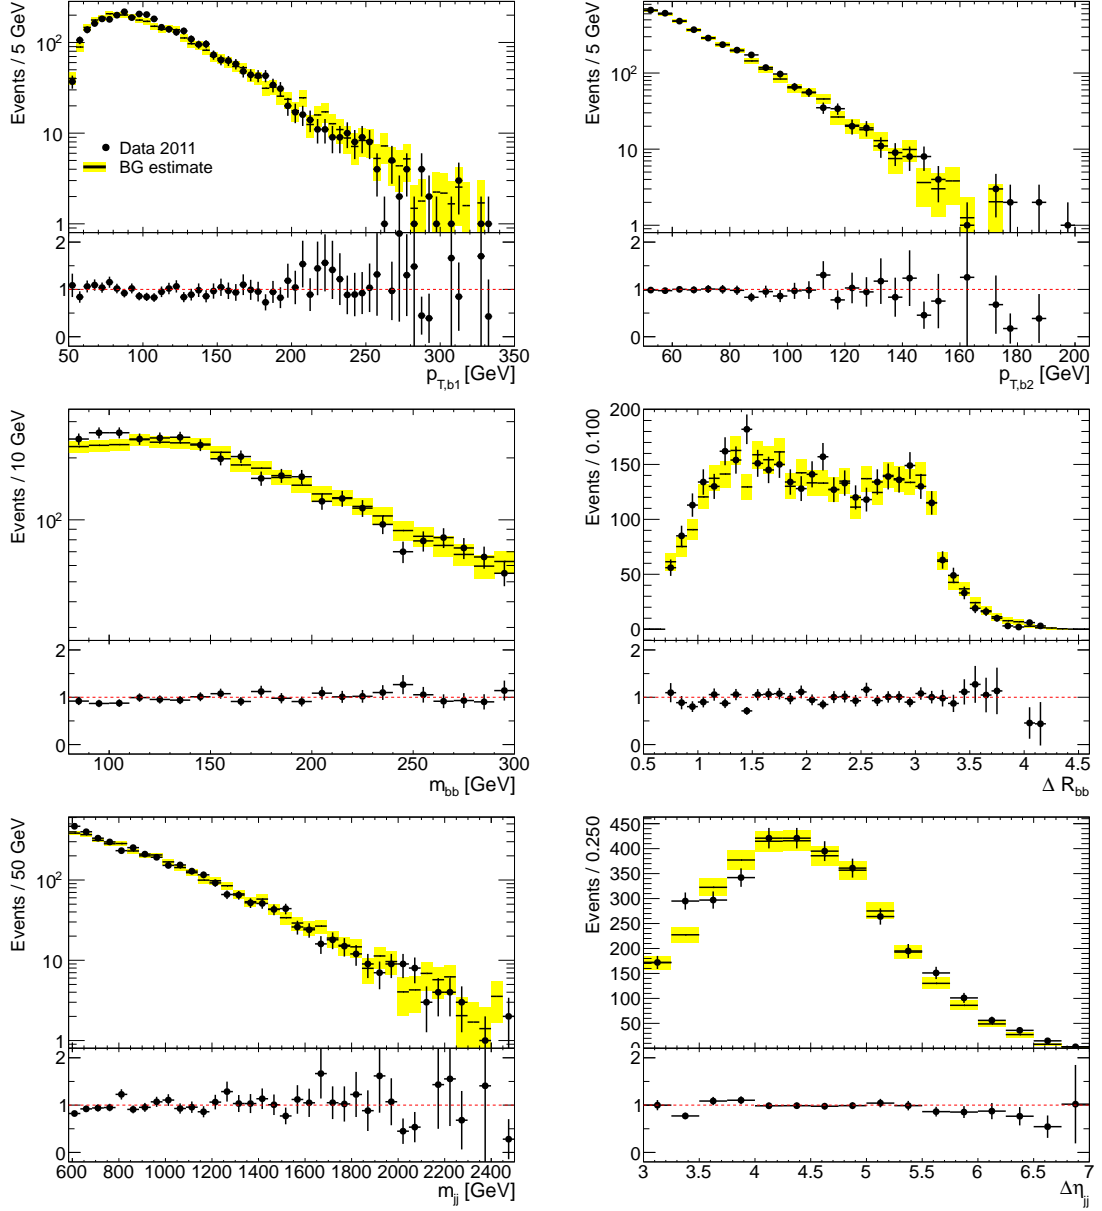 Events / 5 GeV
10²
10
1
Data 2011
BG estimate
2
1
0
50 100 150 200 250 300 350
p_T,b1 [GeV]
Events / 5 GeV
10²
10
1
2
1
0
60 80 100 120 140 160 180 200
p_T,b2 [GeV]
Events / 10 GeV
10²
2
1
0
100 150 200 250 300
m_bb [GeV]
Events / 0.100
200
150
100
50
0
2
1
0
0.5 1 1.5 2 2.5 3 3.5 4 4.5
Δ R_bb
Events / 50 GeV
10²
10
1
2
1
0
600 800 1000 1200 1400 1600 1800 2000 2200 2400
m_jj [GeV]
Events / 0.250
450
400
350
300
250
200
150
100
50
0
2
1
0
3 3.5 4 4.5 5 5.5 6 6.5 7
Δη_jj